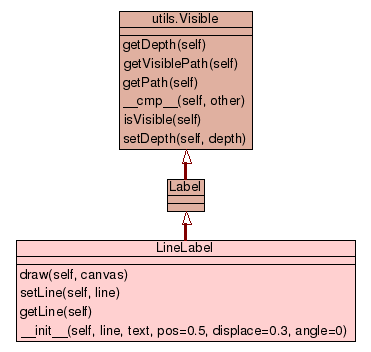 utils.Visible
getDepth(self)
getVisiblePath(self)
getPath(self)
__cmp__(self, other)
isVisible(self)
setDepth(self, depth)
Label
LineLabel
draw(self, canvas)
setLine(self, line)
getLine(self)
__init__(self, line, text, pos=0.5, displace=0.3, angle=0)